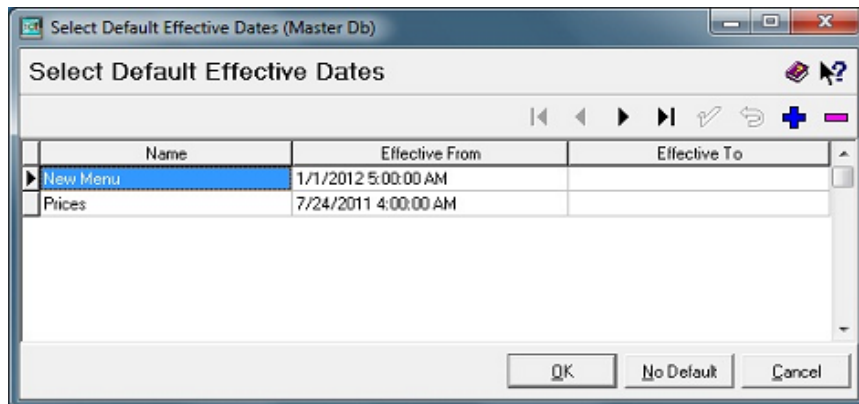 Select Default Effective Dates (Master Db)
Select Default Effective Dates
Name Effective From Effective To
New Menu 1/1/2012 5:00:00 AM
Prices 7/24/2011 4:00:00 AM
OK No Default Cancel